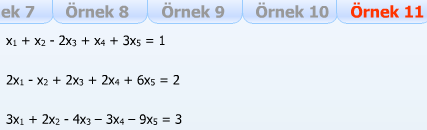 ek 7 Örnek 8 Örnek 9 Örnek 10 Örnek 11
x₁ + x₂ - 2x₃ + x₄ + 3x₅ = 1
2x₁ - x₂ + 2x₃ + 2x₄ + 6x₅ = 2
3x₁ + 2x₂ - 4x₃ – 3x₄ – 9x₅ = 3